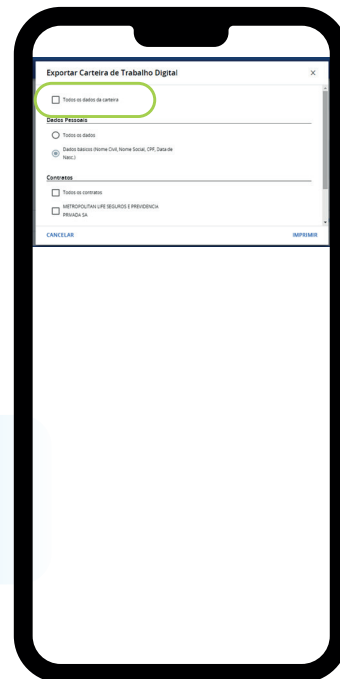 Exportar Carteira de Trabalho Digital
Todos os dados da carteira
Dados Pessoais
Todos os dados
Dados básicos (Nome Civil, Nome Social, CPF, Data de
Nasc.)
Contratos
Todos os contratos
METROPOLITAN LIFE SEGUROS E PREVIDENCIA
PRIVADA SA
CANCELAR
IMPRIMIR